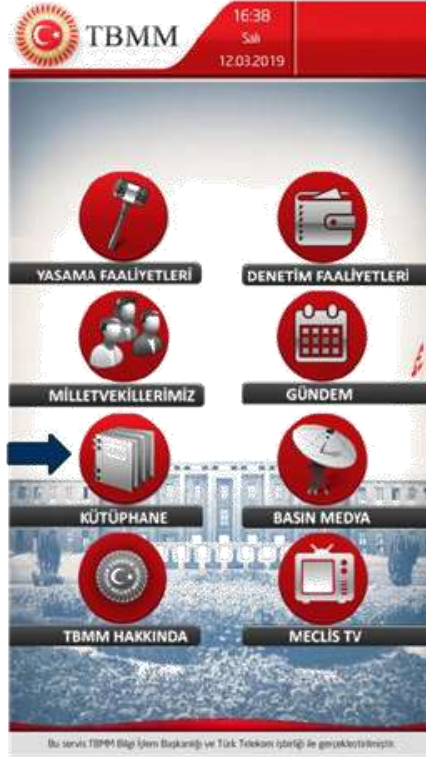 TBMM
16:38
Salı
12.03.2019
YASAMA FAALİYETLERİ
DENETİM FAALİYETLERİ
MİLLETVEKİLLERİMİZ
GÜNDEM
KÜTÜPHANE
BASIN MEDYA
TBMM HAKKINDA
MECLİS TV
Bu servis TBMM Bilgi İşlem Başkanlığı ve Türk Telekom işbirliği ile gerçekleştirilmiştir.